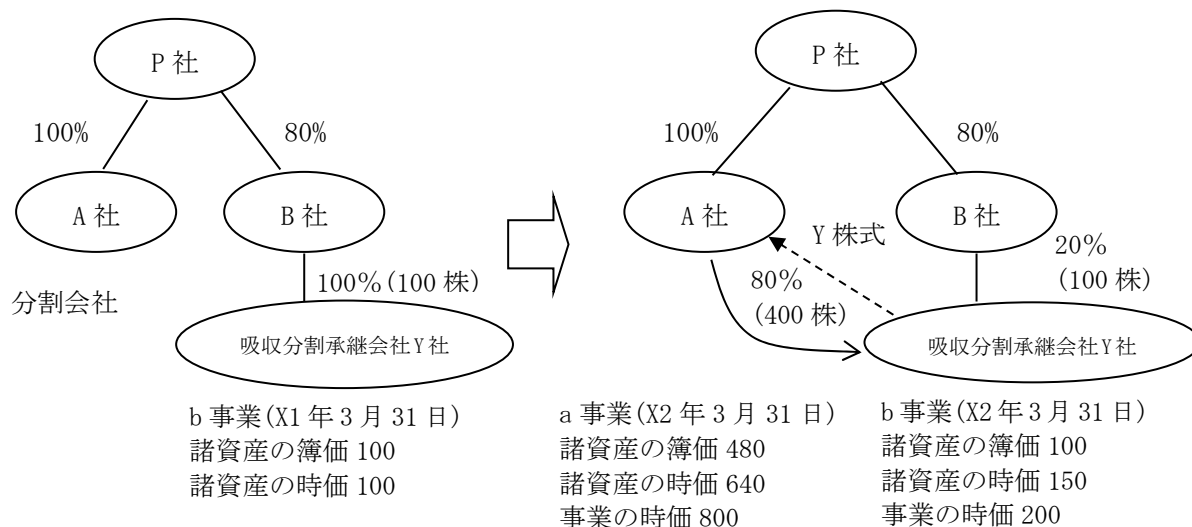 P 社
100%
80%
A 社
B 社
100%(100 株)
分割会社
吸収分割承継会社Y社
b 事業(X1 年 3 月 31 日)
諸資産の簿価 100
諸資産の時価 100
P 社
100%
80%
A 社
B 社
Y 株式
20%
(100 株)
80%
(400 株)
吸収分割承継会社Y社
a 事業(X2 年 3 月 31 日)
諸資産の簿価 480
諸資産の時価 640
事業の時価 800
b 事業(X2 年 3 月 31 日)
諸資産の簿価 100
諸資産の時価 150
事業の時価 200